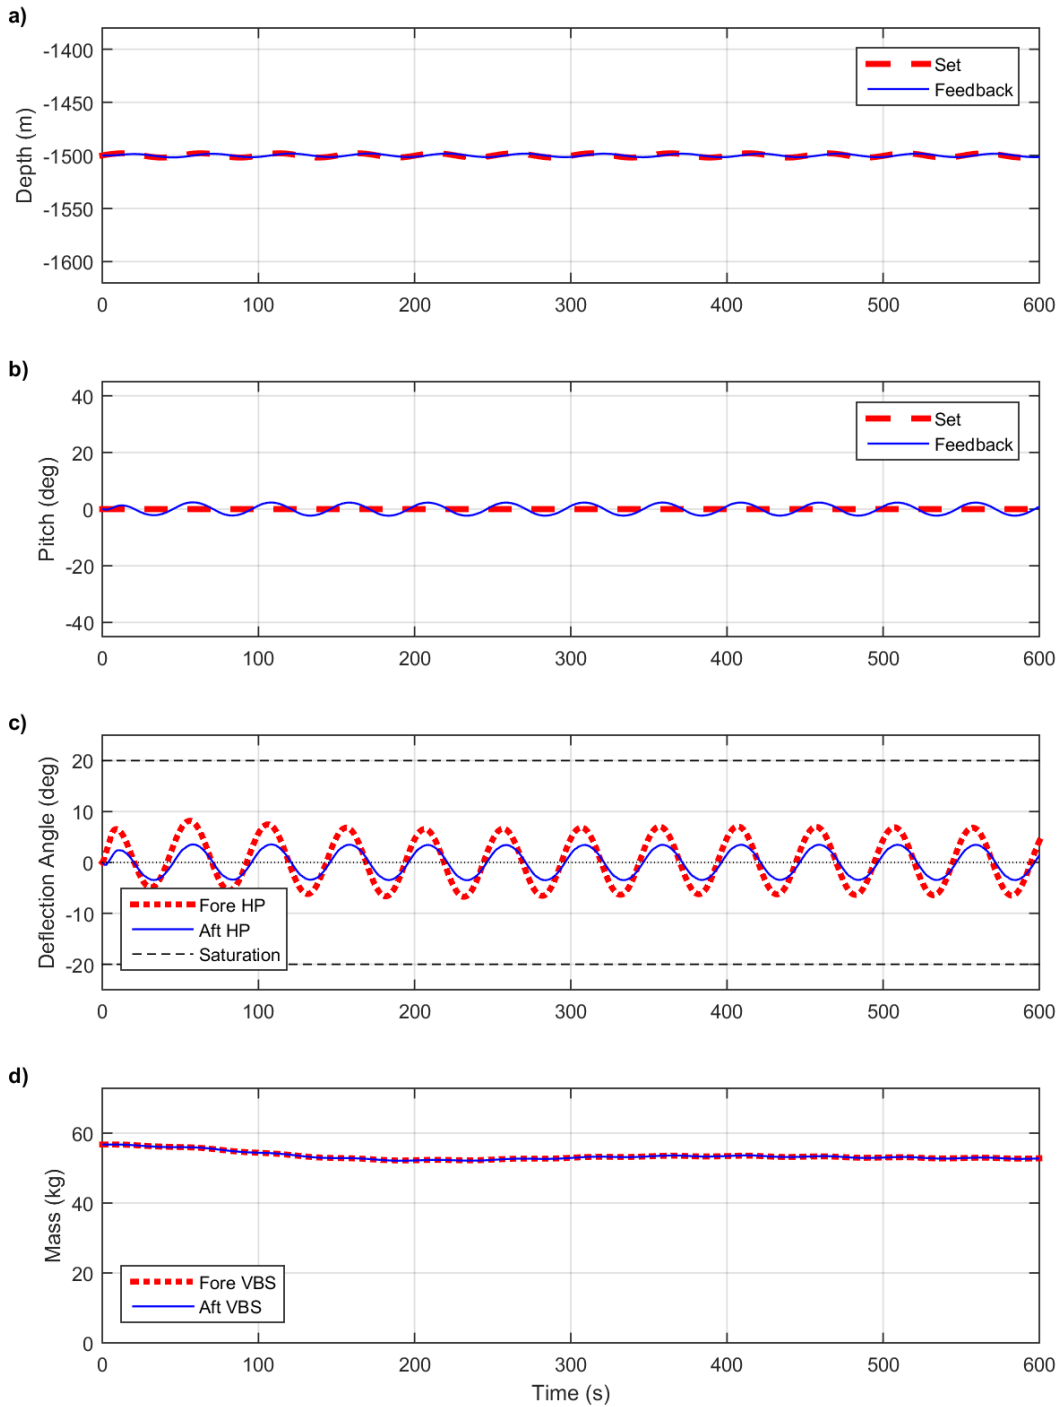 a)
-1400
-1450
-1500
-1550
-1600
Depth (m)
Set
Feedback
0 100 200 300 400 500 600
b)
40
20
0
-20
-40
Pitch (deg)
Set
Feedback
0 100 200 300 400 500 600
c)
20
10
0
-10
-20
Deflection Angle (deg)
Fore HP
Aft HP
Saturation
0 100 200 300 400 500 600
d)
60
40
20
0
Mass (kg)
Fore VBS
Aft VBS
0 100 200 300 400 500 600
Time (s)